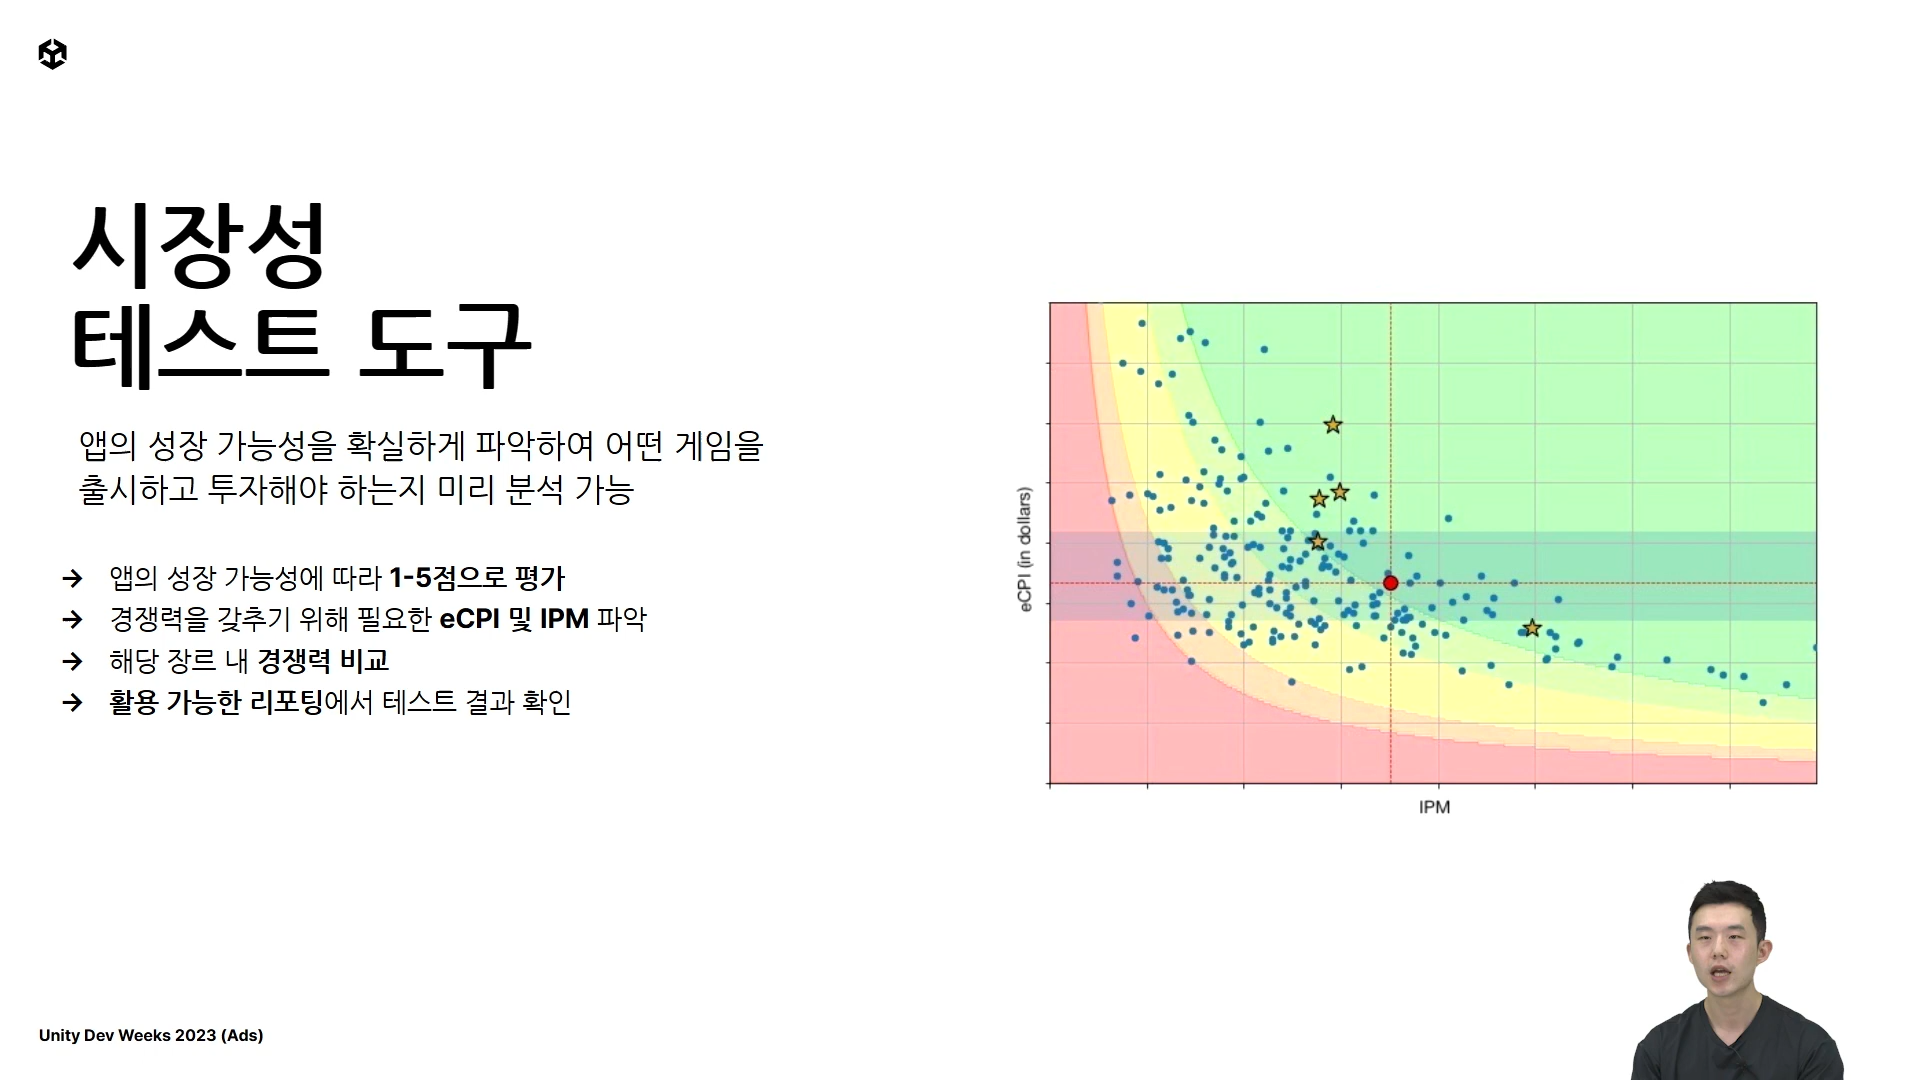 시장성
테스트 도구
앱의 성장 가능성을 확실하게 파악하여 어떤 게임을
출시하고 투자해야 하는지 미리 분석 가능
→ 앱의 성장 가능성에 따라 1-5점으로 평가
→ 경쟁력을 갖추기 위해 필요한 eCPI 및 IPM 파악
→ 해당 장르 내 경쟁력 비교
→ 활용 가능한 리포팅에서 테스트 결과 확인
eCPI (in dollars)
IPM
Unity Dev Weeks 2023 (Ads)